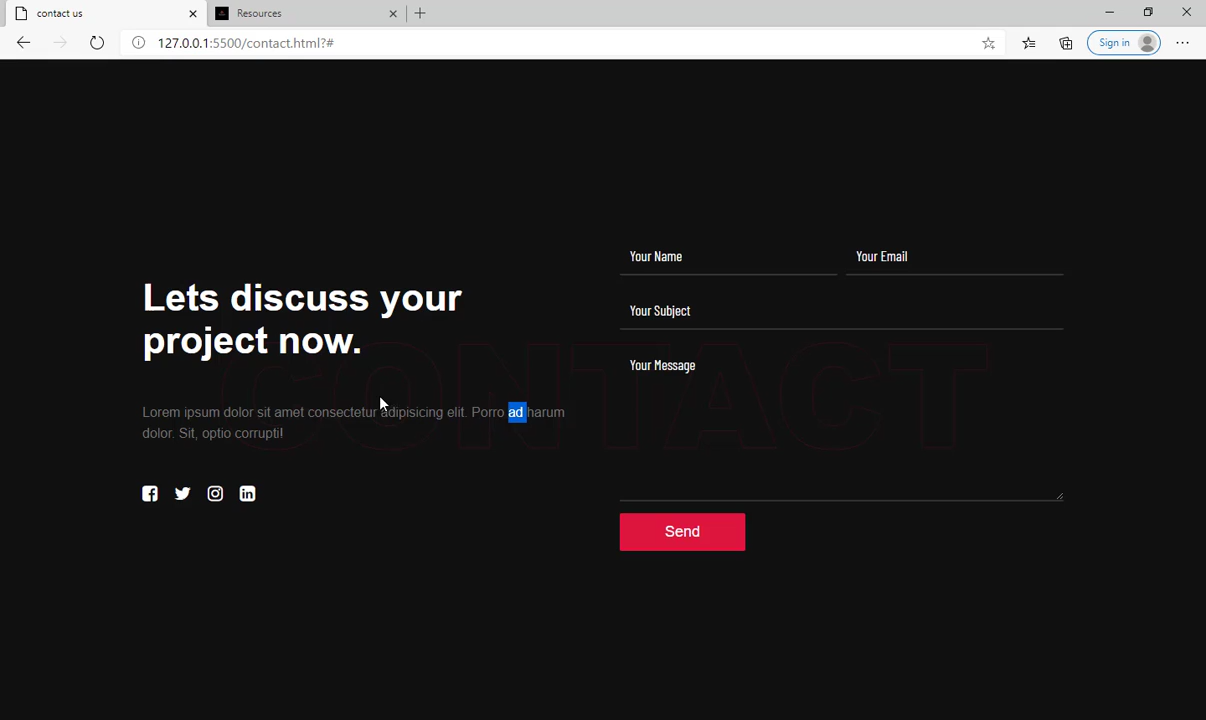 contact us
Resources
127.0.0.1:5500/contact.html?#
Sign in
Your Name
Your Email
Lets discuss your
project now.
Your Subject
CONTACT
Your Message
Lorem ipsum dolor sit amet consectetur adipisicing elit. Porro ad harum
dolor. Sit, optio corrupti!
Send